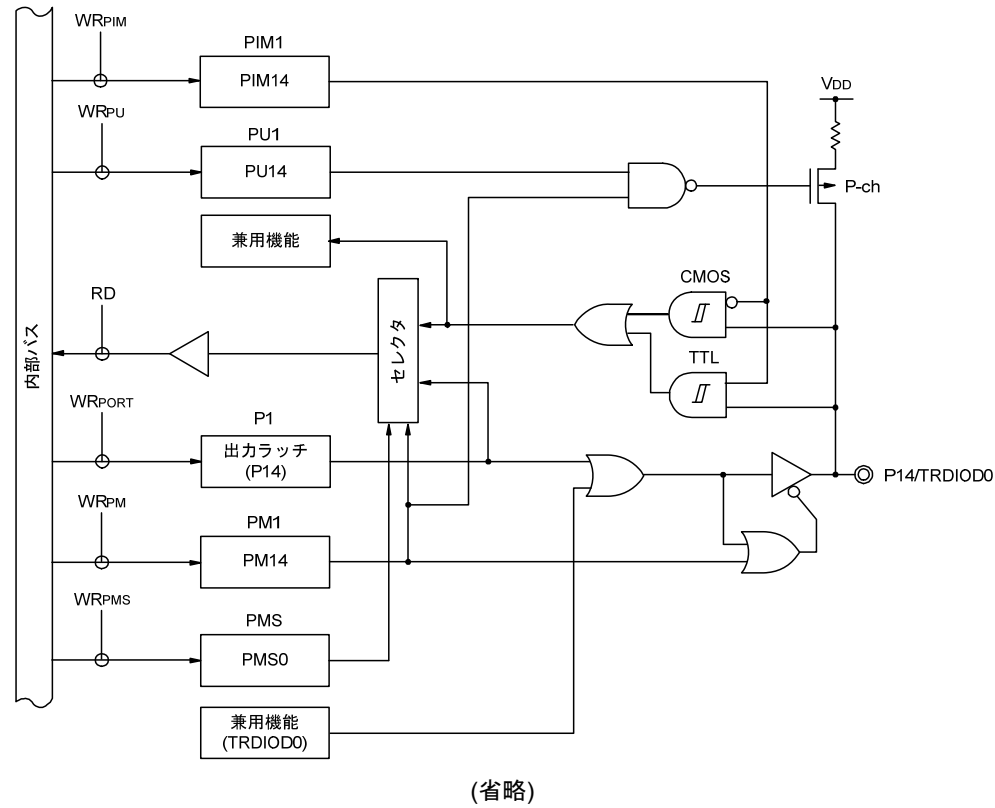 WRPIM
PIM1
PIM14
VDD
WRPU
PU1
PU14
P-ch
兼用機能
CMOS
RD
セレクタ
TTL
内部バス
WRPORT
P1
出力ラッチ
(P14)
P14/TRDIOD0
WRPM
PM1
PM14
WRPMS
PMS
PMS0
兼用機能
(TRDIOD0)
(省略)